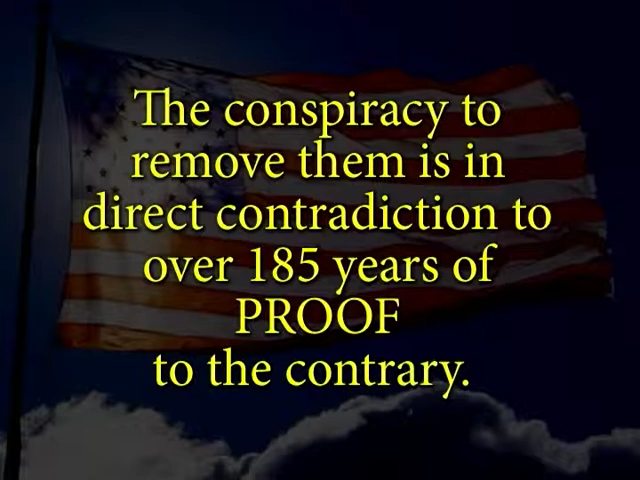 The conspiracy to
remove them is in
direct contradiction to
over 185 years of
PROOF
to the contrary.